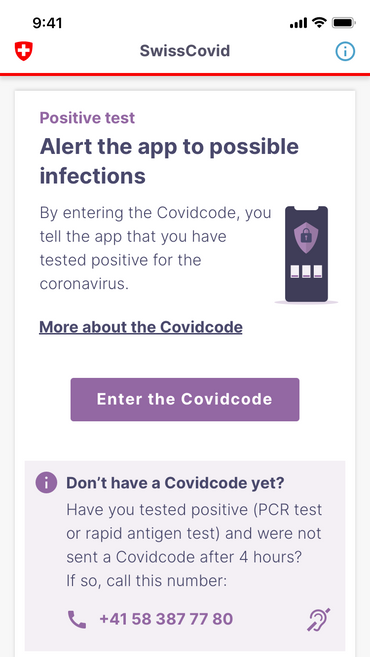 9:41
SwissCovid
Positive test
Alert the app to possible
infections
By entering the Covidcode, you
tell the app that you have
tested positive for the
coronavirus.
More about the Covidcode
Enter the Covidcode
Don’t have a Covidcode yet?
Have you tested positive (PCR test
or rapid antigen test) and were not
sent a Covidcode after 4 hours?
If so, call this number:
+41 58 387 77 80